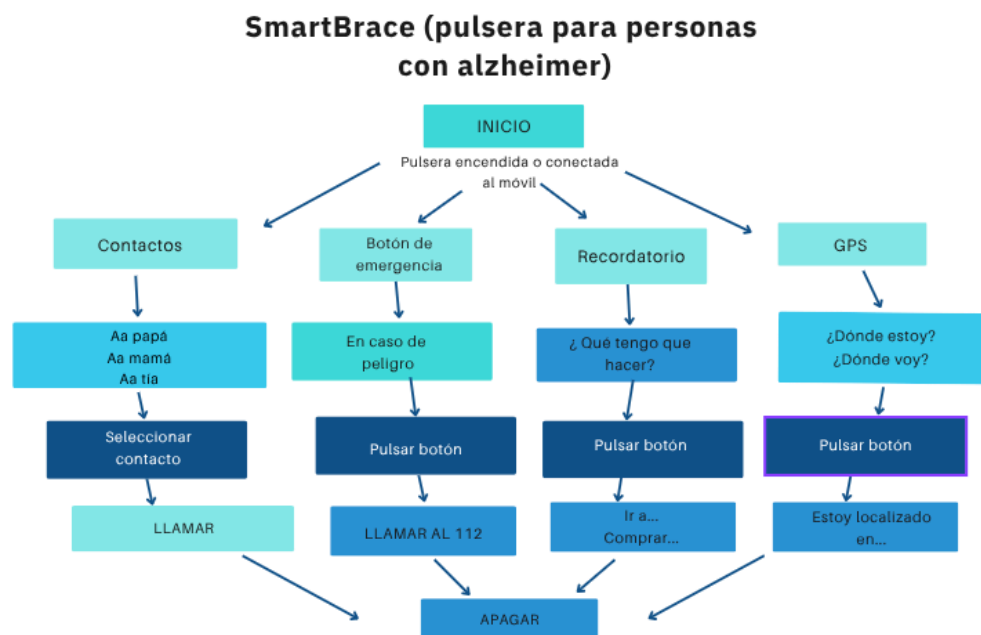 SmartBrace (pulsera para personas
con alzheimer)
INICIO
Pulsera encendida o conectada
al móvil
Contactos
Botón de
emergencia
Recordatorio
GPS
Aa papá
Aa mamá
Aa tía
En caso de
peligro
¿ Qué tengo que
hacer?
¿Dónde estoy?
¿Dónde voy?
Seleccionar
contacto
Pulsar botón
Pulsar botón
Pulsar botón
LLAMAR
LLAMAR AL 112
Ir a...
Comprar...
Estoy localizado
en...
APAGAR